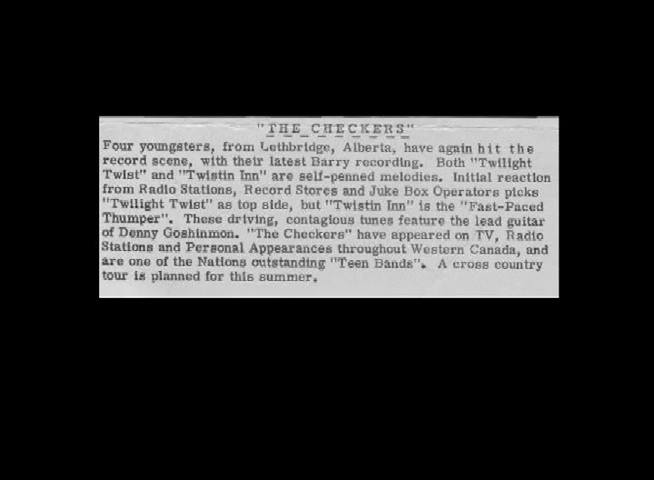 "THE CHECKERS"
Four youngsters, from Lethbridge, Alberta, have again hit the
record scene, with their latest Barry recording. Both "Twilight
Twist" and "Twistin Inn" are self-penned melodies. Initial reaction
from Radio Stations, Record Stores and Juke Box Operators picks
"Twilight Twist" as top side, but "Twistin Inn" is the "Fast-Paced
Thumper". These driving, contagious tunes feature the lead guitar
of Denny Goshinmon. "The Checkers" have appeared on TV, Radio
Stations and Personal Appearances throughout Western Canada, and
are one of the Nations outstanding "Teen Bands". A cross country
tour is planned for this summer.